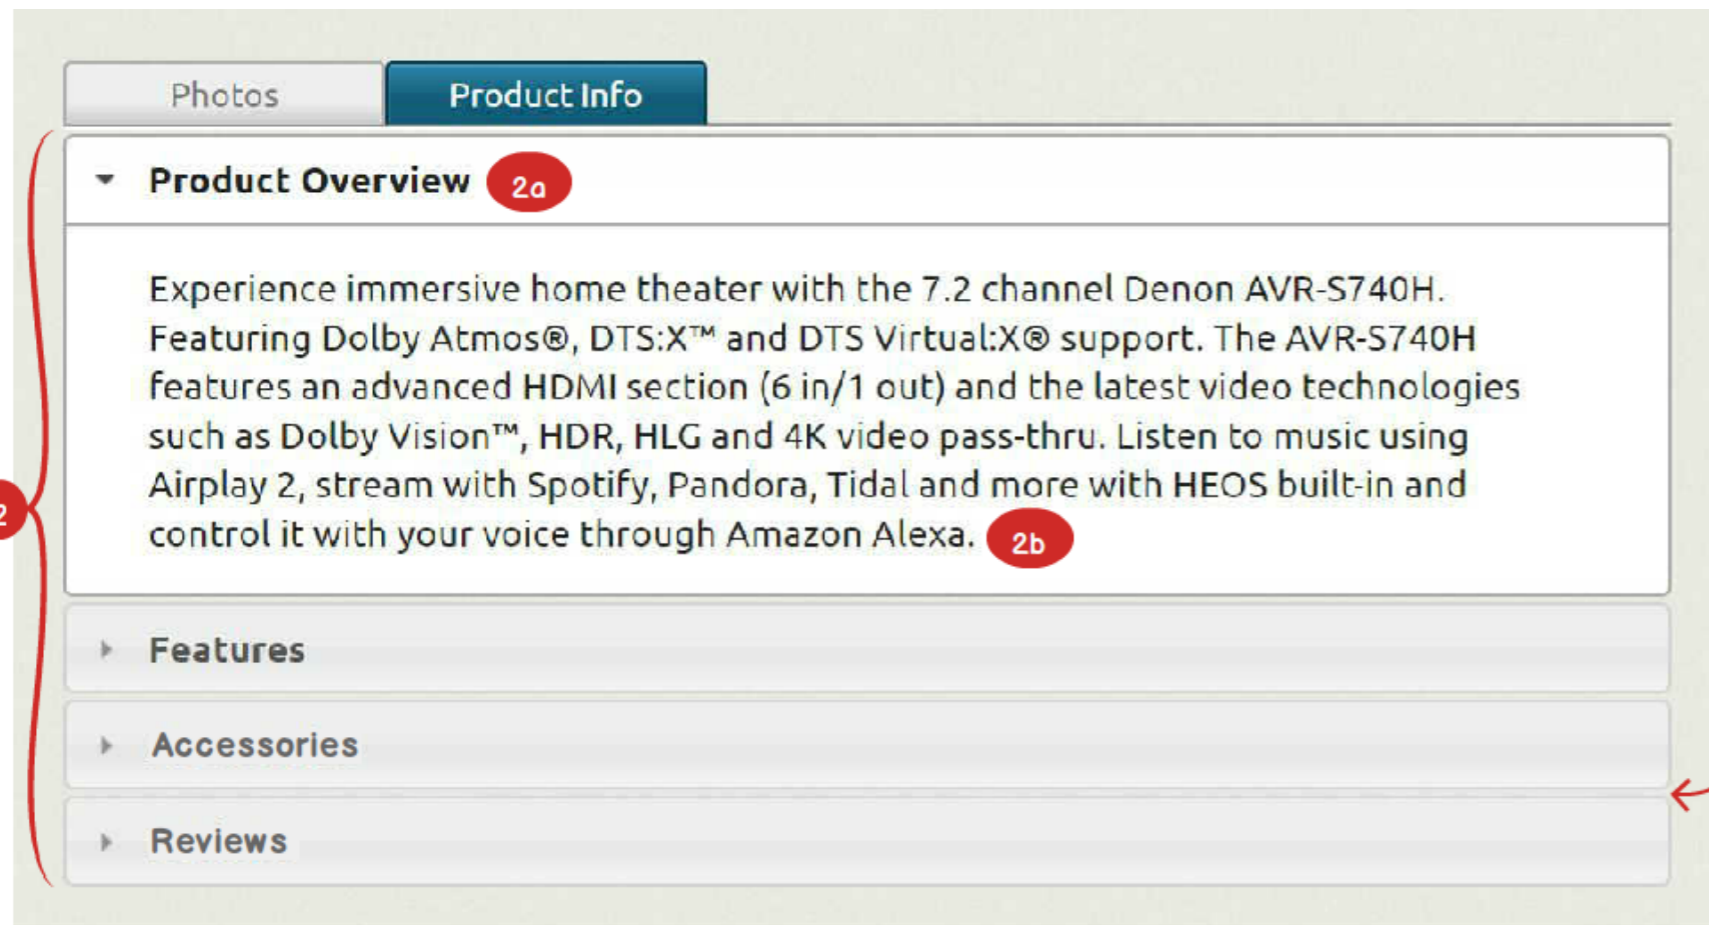 Photos
Product Info
Product Overview
2a
Experience immersive home theater with the 7.2 channel Denon AVR-S740H.
Featuring Dolby Atmos®, DTS:X™ and DTS Virtual:X® support. The AVR-S740H
features an advanced HDMI section (6 in/1 out) and the latest video technologies
such as Dolby Vision™, HDR, HLG and 4K video pass-thru. Listen to music using
Airplay 2, stream with Spotify, Pandora, Tidal and more with HEOS built-in and
control it with your voice through Amazon Alexa.
2b
2
Features
Accessories
Reviews